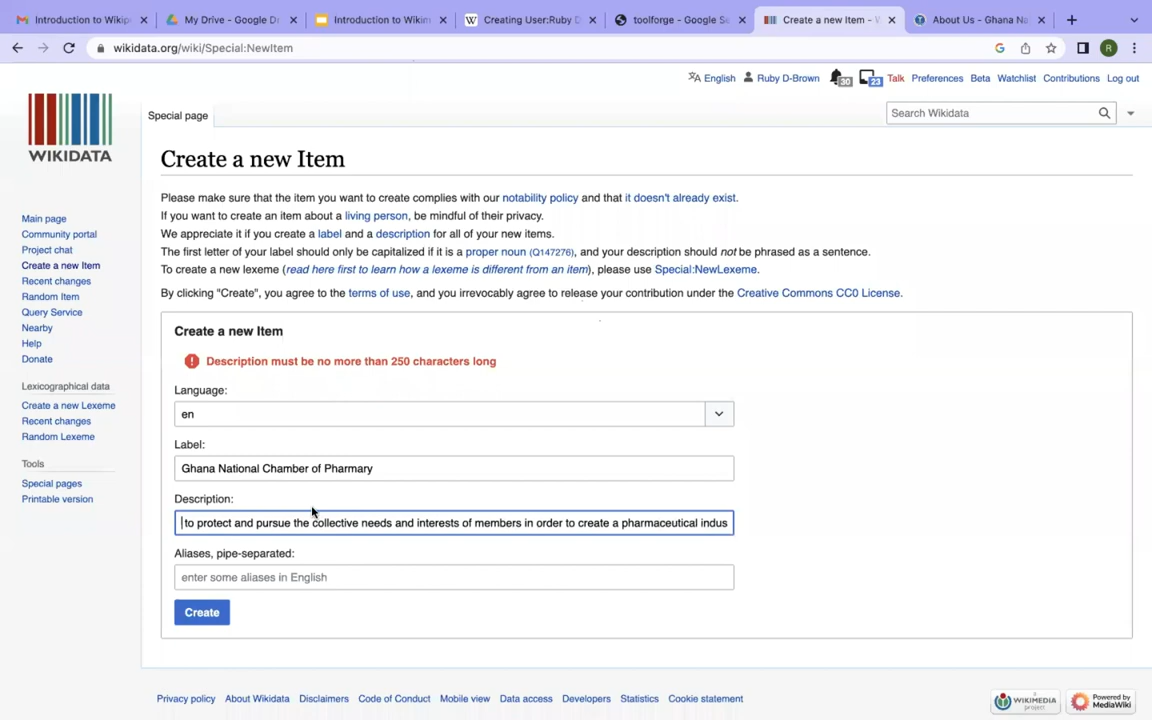 Introduction to Wikip
My Drive - Google Dr
Introduction to Wikim
Creating User:Ruby D
toolforge - Google Se
Create a new Item - W
About Us - Ghana Na
wikidata.org/wiki/Special:NewItem
English Ruby D-Brown 30 23 Talk Preferences Beta Watchlist Contributions Log out
WIKIDATA
Special page
Search Wikidata
Main page
Community portal
Project chat
Create a new Item
Recent changes
Random Item
Query Service
Nearby
Help
Donate
Lexicographical data
Create a new Lexeme
Recent changes
Random Lexeme
Tools
Special pages
Printable version
Create a new Item
Please make sure that the item you want to create complies with our notability policy and that it doesn't already exist.
If you want to create an item about a living person, be mindful of their privacy.
We appreciate it if you create a label and a description for all of your new items.
The first letter of your label should only be capitalized if it is a proper noun (Q147276), and your description should not be phrased as a sentence.
To create a new lexeme (read here first to learn how a lexeme is different from an item), please use Special:NewLexeme.
By clicking "Create", you agree to the terms of use, and you irrevocably agree to release your contribution under the Creative Commons CC0 License.
Create a new Item
Description must be no more than 250 characters long
Language:
en
Label:
Ghana National Chamber of Pharmacy
Description:
to protect and pursue the collective needs and interests of members in order to create a pharmaceutical indus
Aliases, pipe-separated:
enter some aliases in English
Create
Privacy policy About Wikidata Disclaimers Code of Conduct Mobile view Data access Developers Statistics Cookie statement
WIKIMEDIA project
Powered by MediaWiki
R